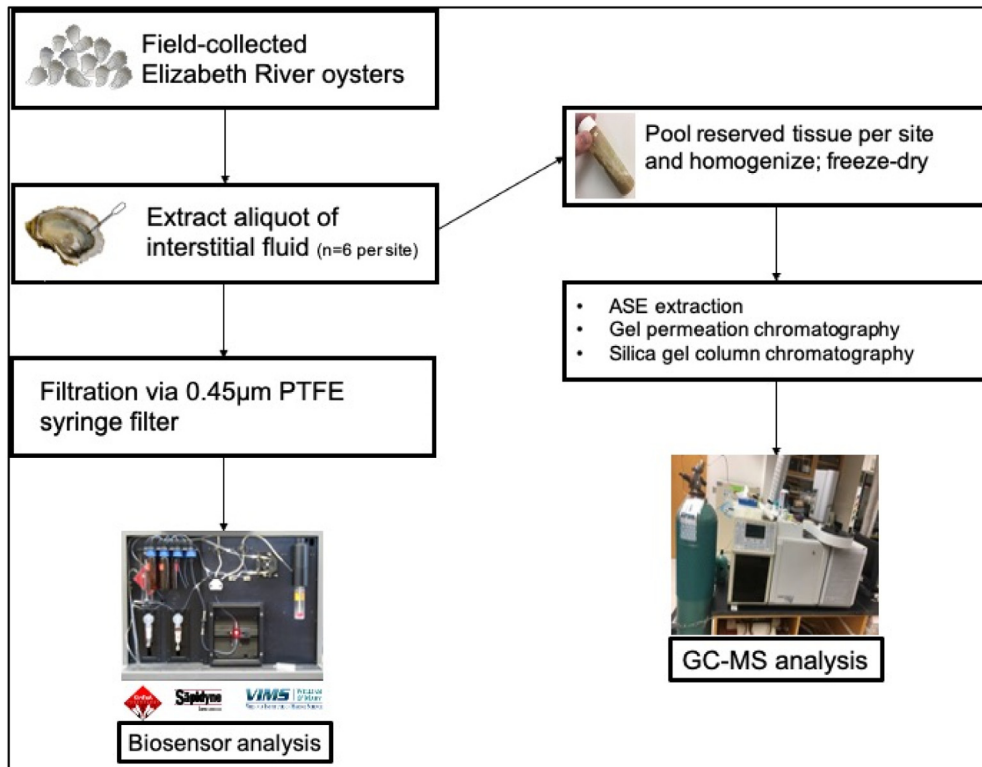 Field-collected
Elizabeth River oysters
Extract aliquot of
interstitial fluid (n=6 per site)
Filtration via 0.45µm PTFE
syringe filter
Sapidyne
VIMS WILLIAM & MARY
Biosensor analysis
Pool reserved tissue per site
and homogenize; freeze-dry
• ASE extraction
• Gel permeation chromatography
• Silica gel column chromatography
GC-MS analysis